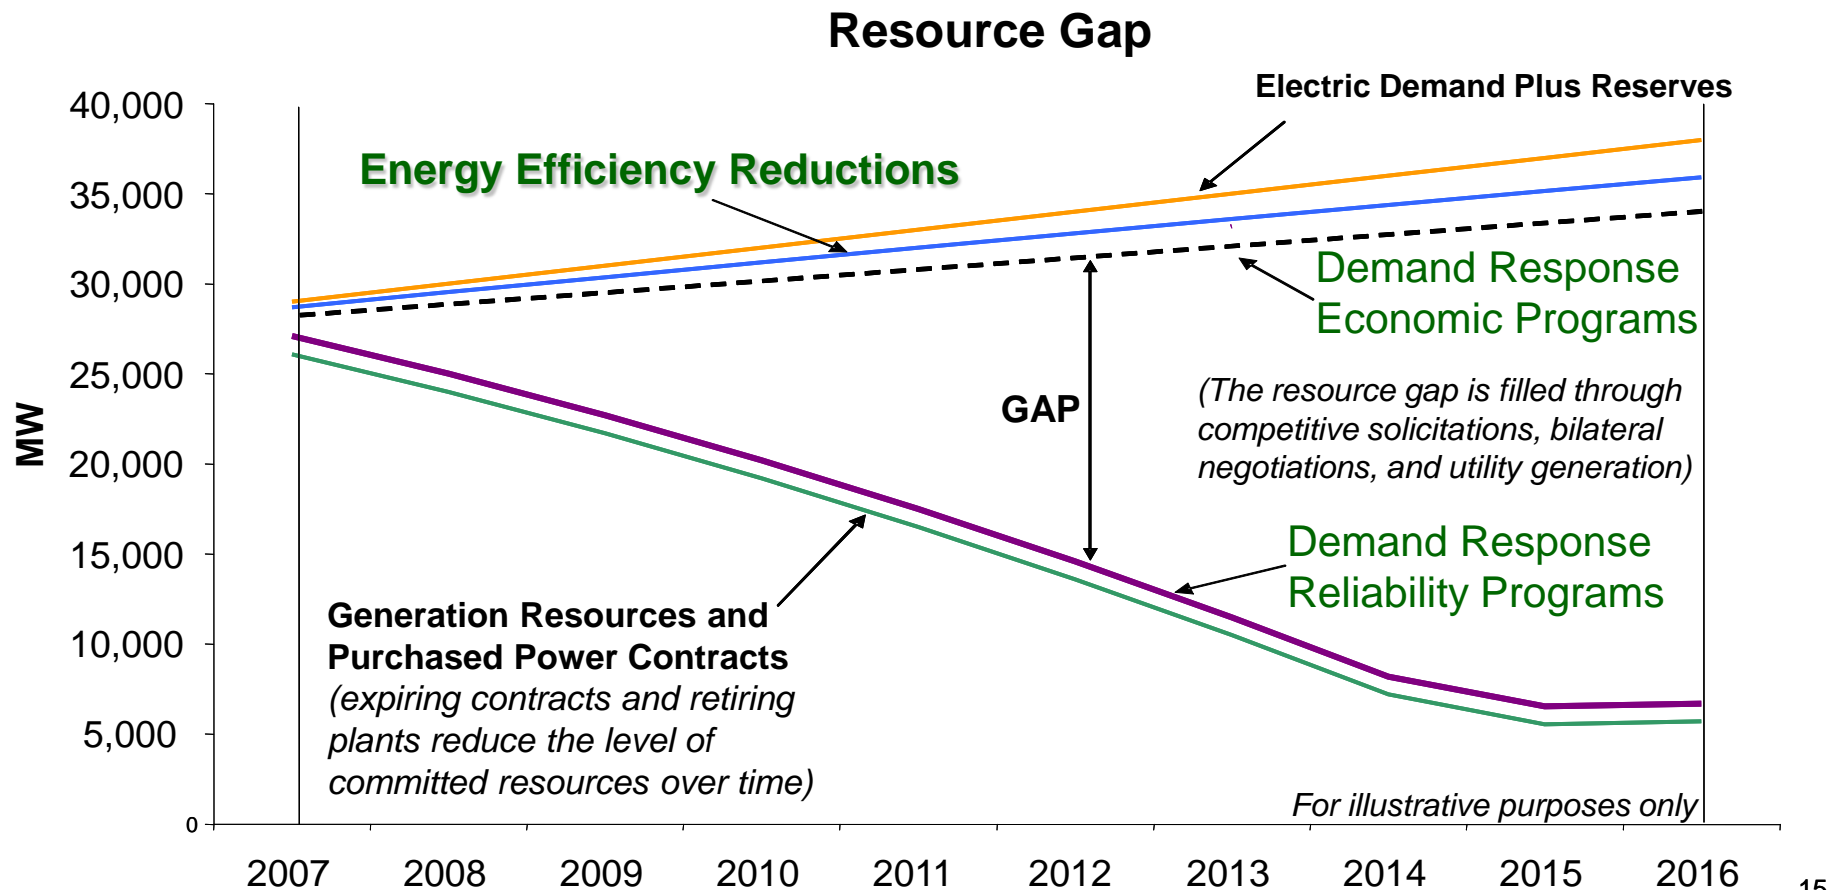 Resource Gap
Electric Demand Plus Reserves
40,000
Energy Efficiency Reductions
35,000
30,000
Demand Response
Economic Programs
25,000
(The resource gap is filled through
competitive solicitations, bilateral
negotiations, and utility generation)
GAP
MW
20,000
15,000
Demand Response
Reliability Programs
Generation Resources and
Purchased Power Contracts
(expiring contracts and retiring
plants reduce the level of
committed resources over time)
10,000
5,000
For illustrative purposes only
0
2007 2008 2009 2010 2011 2012 2013 2014 2015 2016
15